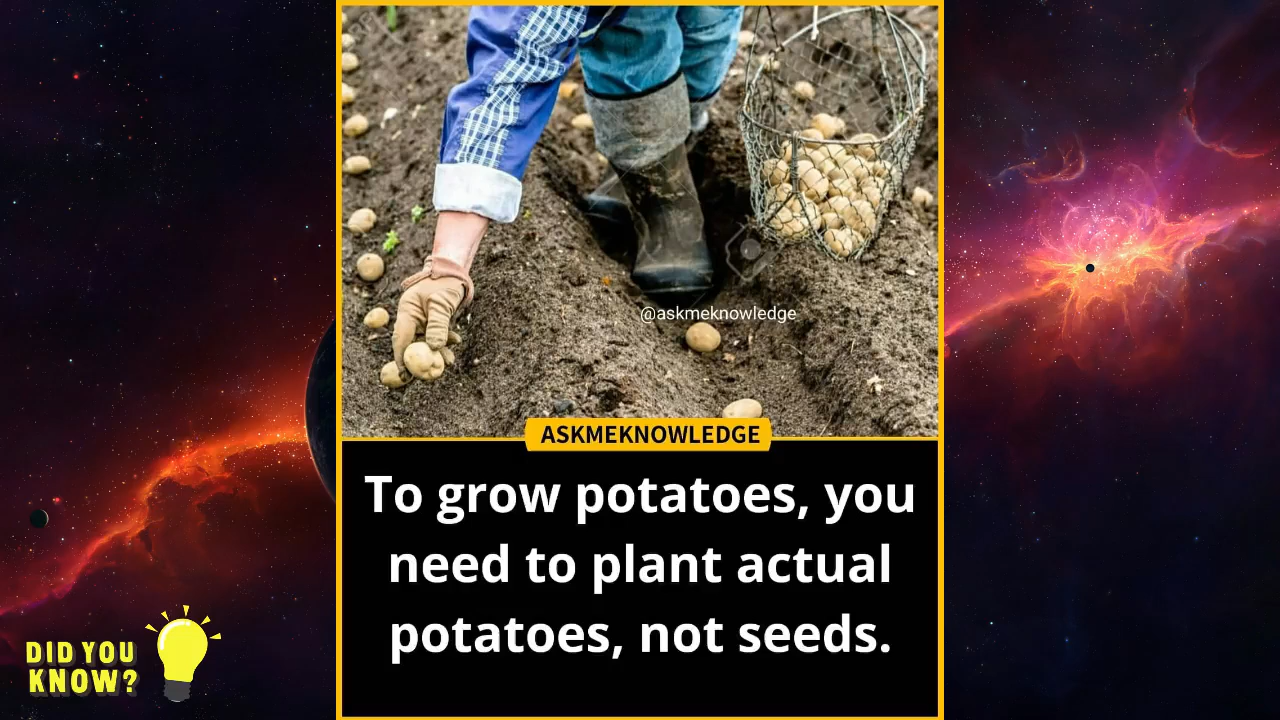 @askmeknowledge
ASKMEKNOWLEDGE
To grow potatoes, you
need to plant actual
potatoes, not seeds.
DID YOU
KNOW?